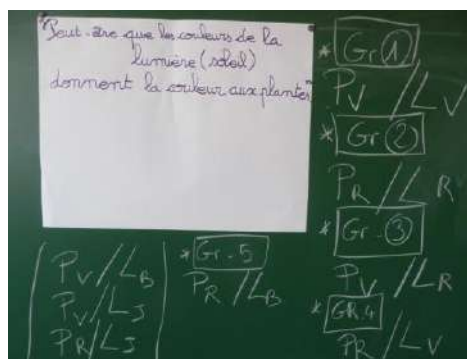 "Peut-être que les couleurs de la
lumière (soleil)
donnent la couleur aux plantes"
* Gr ①
PV / LV
* Gr ②
PR / LR
* Gr - ③
PV / LR
* GR.4
PR / LV
* Gr - 5
PR / LB
PV / LB
PV / LJ
PR / LJ